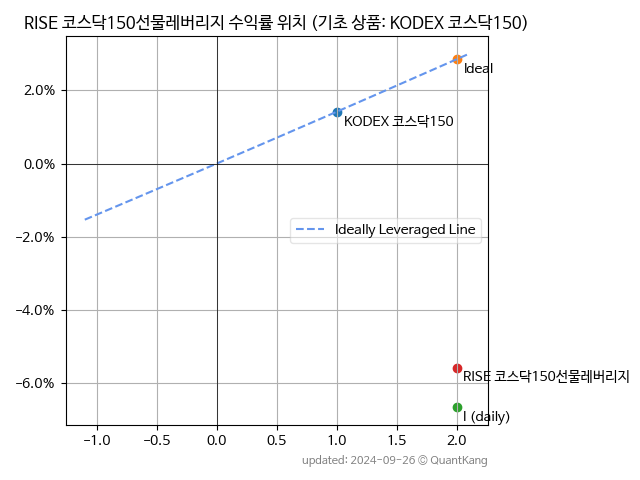 RISE 코스닥150선물레버리지 수익률 위치 (기초 상품: KODEX 코스닥150)
Ideal
2.0%
KODEX 코스닥150
0.0%
Ideally Leveraged Line
−2.0%
−4.0%
−6.0%
RISE 코스닥150선물레버리지
I (daily)
−1.0 −0.5 0.0 0.5 1.0 1.5 2.0
updated: 2024-09-26 © QuantKang